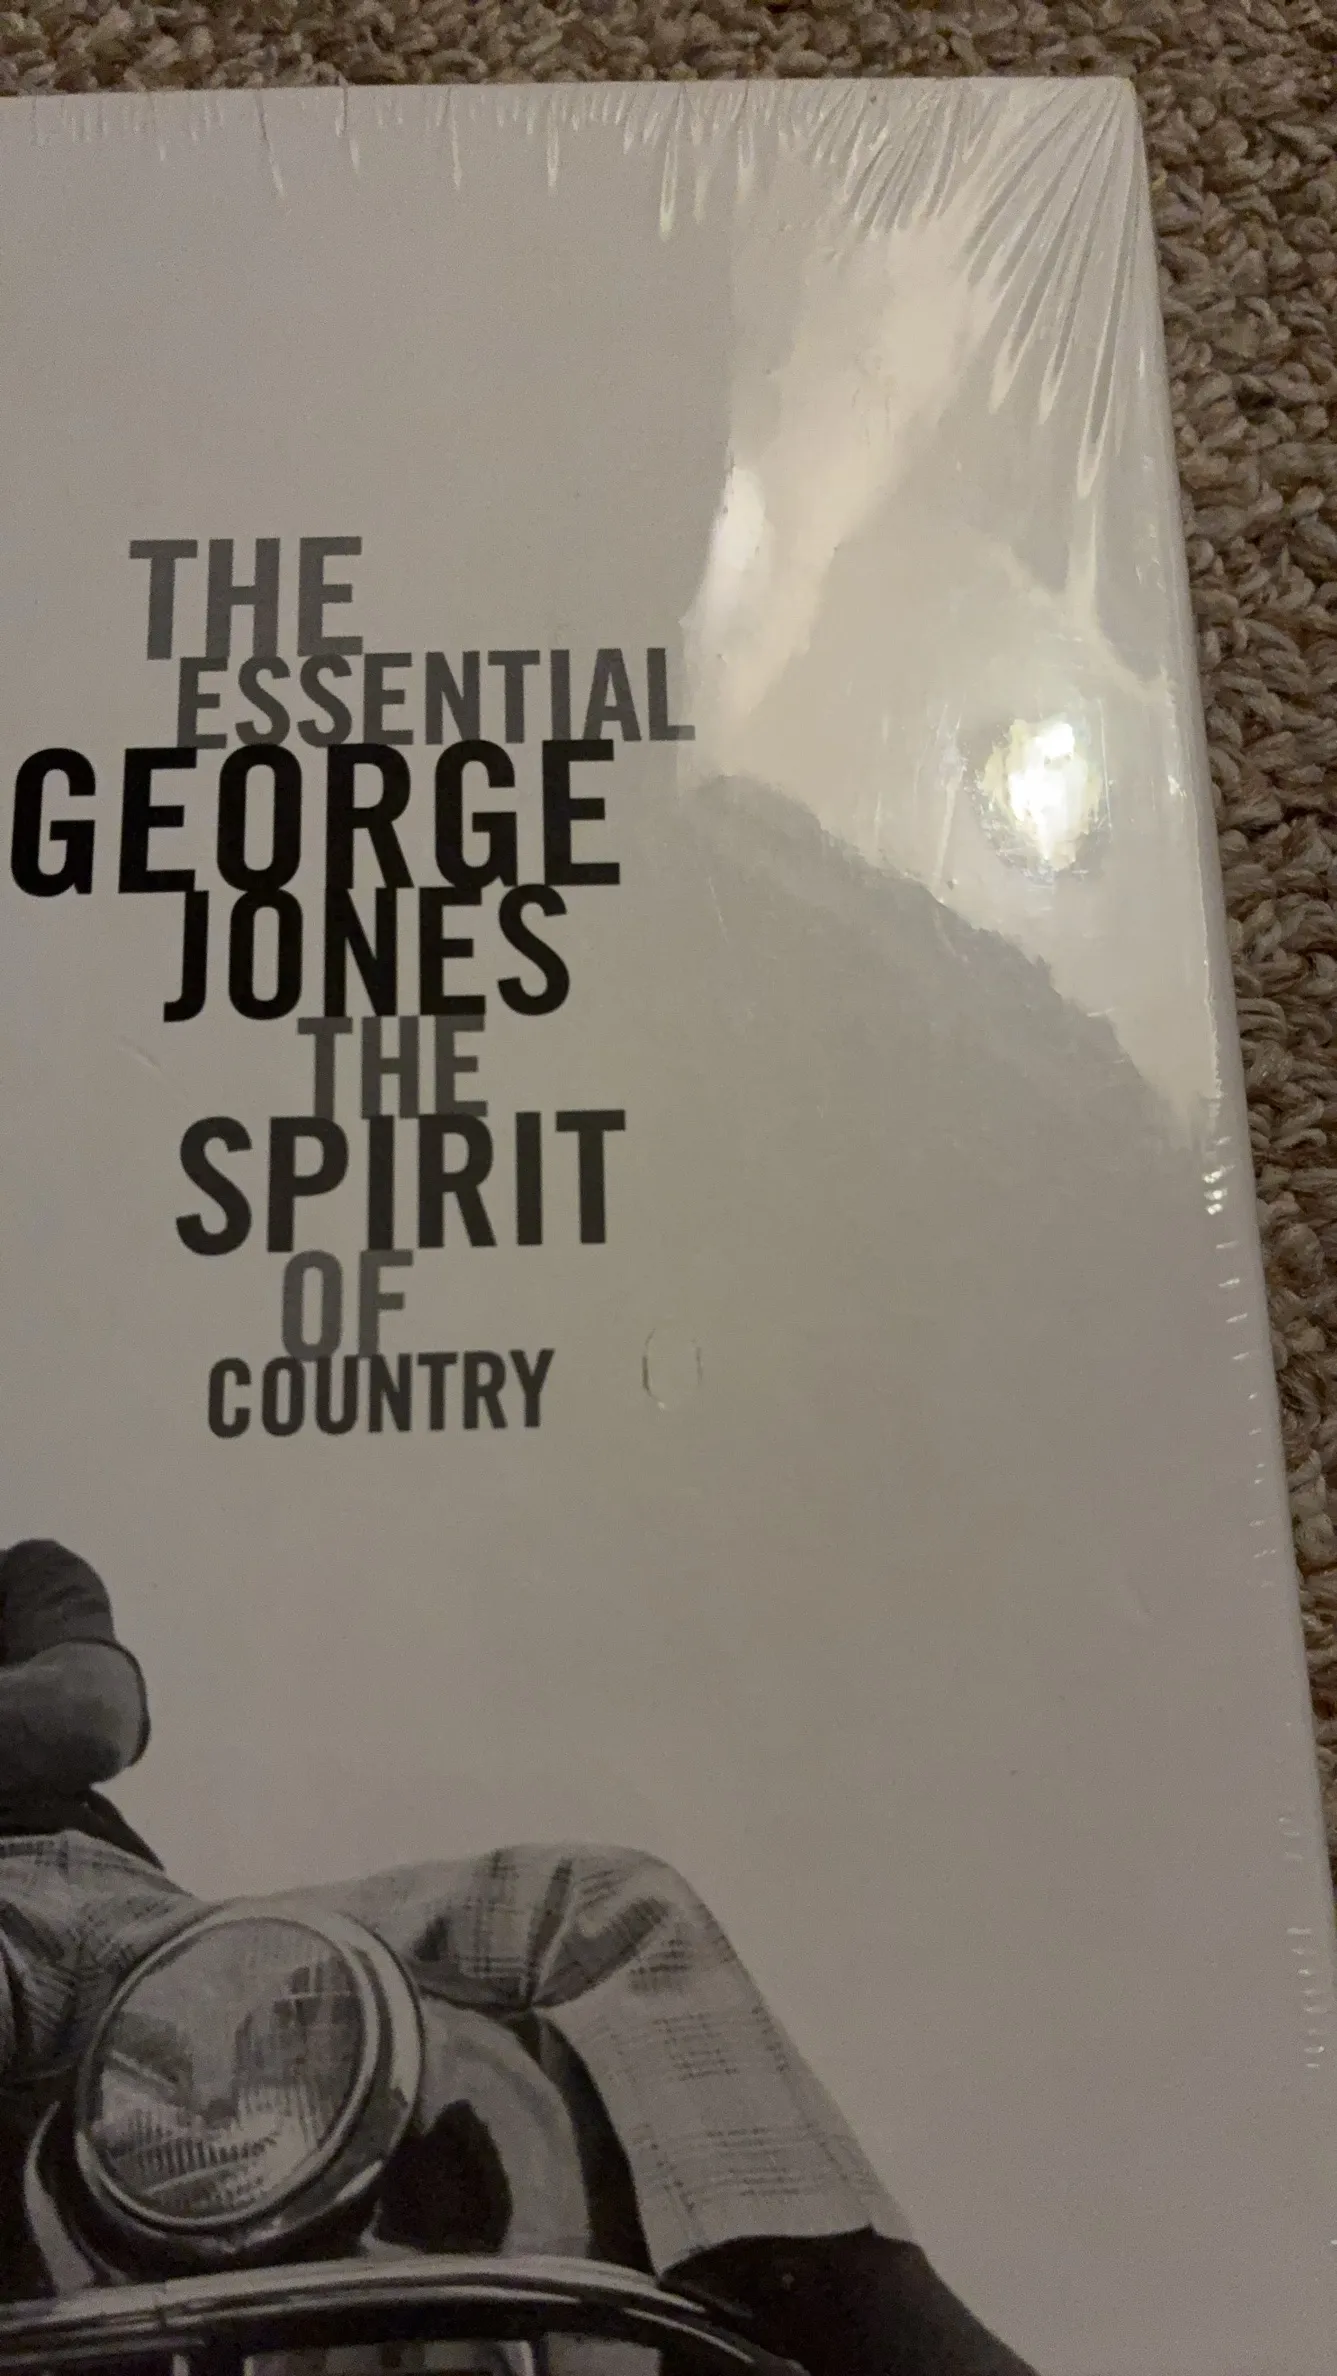 THE
ESSENTIAL
GEORGE
JONES
THE
SPIRIT
OF
COUNTRY